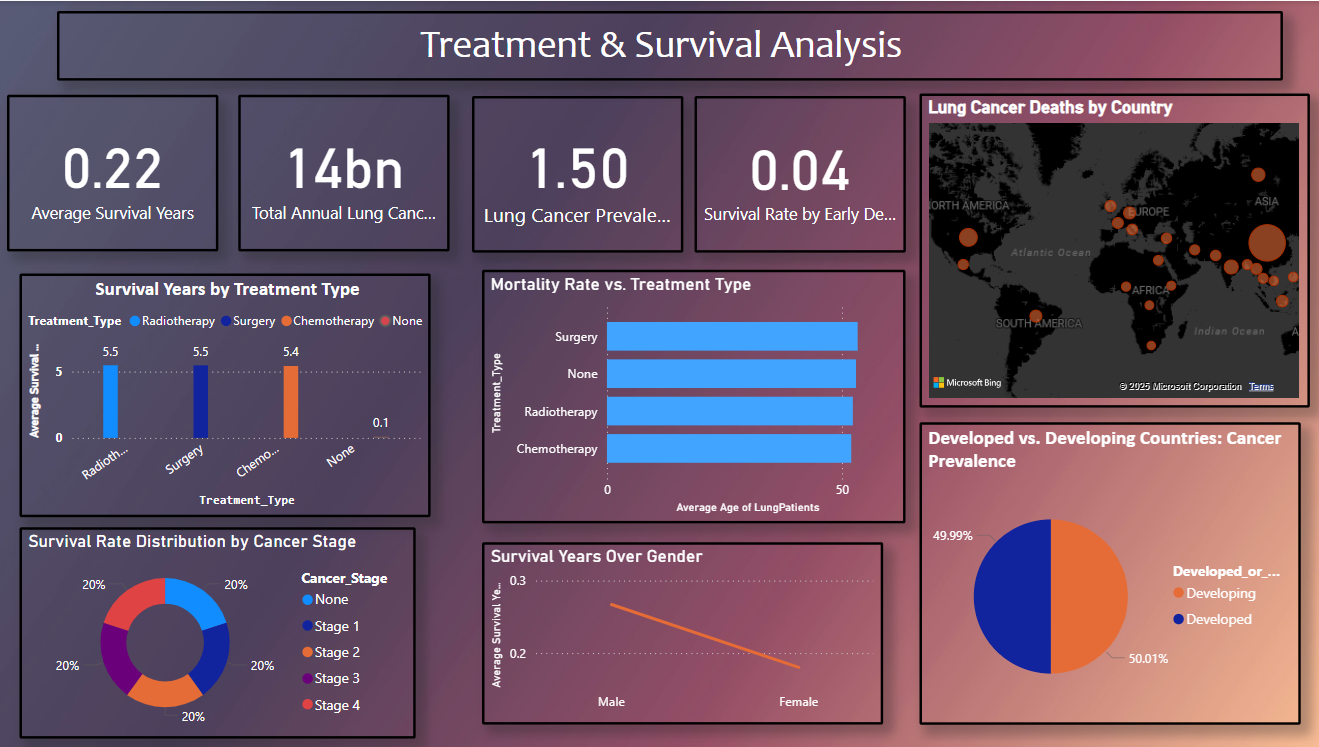 Treatment & Survival Analysis
0.22
Average Survival Years
14bn
Total Annual Lung Canc...
1.50
Lung Cancer Prevale...
0.04
Survival Rate by Early De...
Lung Cancer Deaths by Country
NORTH AMERICA
EUROPE
ASIA
Atlantic Ocean
AFRICA
SOUTH AMERICA
Indian Ocean
A
Microsoft Bing
© 2025 Microsoft Corporation Terms
Survival Years by Treatment Type
Treatment_Type Radiotherapy Surgery Chemotherapy None
Average Survival ...
5.5
5.5
5.4
0.1
5
0
Radioth...
Surgery
Chemo...
None
Treatment_Type
Mortality Rate vs. Treatment Type
Treatment_Type
Surgery
None
Radiotherapy
Chemotherapy
0
50
Average Age of LungPatients
Developed vs. Developing Countries: Cancer
Prevalence
49.99%
50.01%
Developed_or_...
Developing
Developed
Survival Rate Distribution by Cancer Stage
20%
20%
20%
20%
20%
Cancer_Stage
None
Stage 1
Stage 2
Stage 3
Stage 4
Survival Years Over Gender
Average Survival Ye...
0.3
0.2
Male
Female